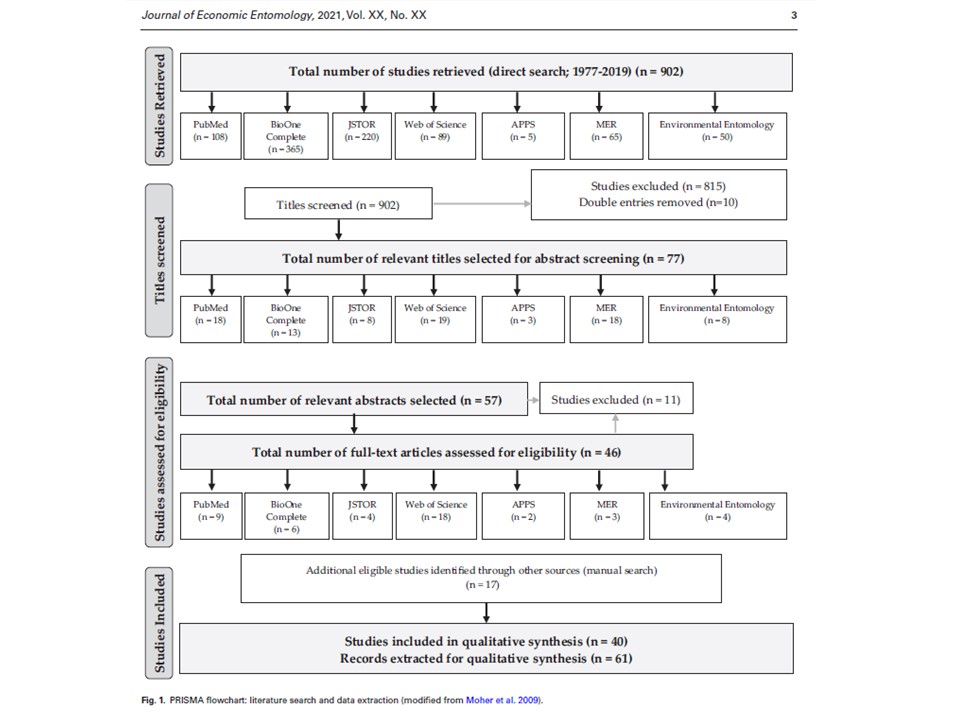 Journal of Economic Entomology, 2021, Vol. XX, No. XX
3
Studies Retrieved
Total number of studies retrieved (direct search; 1977-2019) (n = 902)
PubMed
(n = 108)
BioOne
Complete
(n = 365)
JSTOR
(n = 220)
Web of Science
(n = 89)
APPS
(n = 5)
MER
(n = 65)
Environmental Entomology
(n = 50)
Titles screened
Titles screened (n = 902)
Studies excluded (n = 815)
Double entries removed (n=10)
Total number of relevant titles selected for abstract screening (n = 77)
PubMed
(n = 18)
BioOne
Complete
(n = 13)
JSTOR
(n = 8)
Web of Science
(n = 19)
APPS
(n = 3)
MER
(n = 18)
Environmental Entomology
(n = 8)
Studies assessed for eligibility
Total number of relevant abstracts selected (n = 57)
Studies excluded (n = 11)
Total number of full-text articles assessed for eligibility (n = 46)
PubMed
(n = 9)
BioOne
Complete
(n = 6)
JSTOR
(n = 4)
Web of Science
(n = 18)
APPS
(n = 2)
MER
(n = 3)
Environmental Entomology
(n = 4)
Studies Included
Additional eligible studies identified through other sources (manual search)
(n = 17)
Studies included in qualitative synthesis (n = 40)
Records extracted for qualitative synthesis (n = 61)
Fig. 1. PRISMA flowchart: literature search and data extraction (modified from Moher et al. 2009).